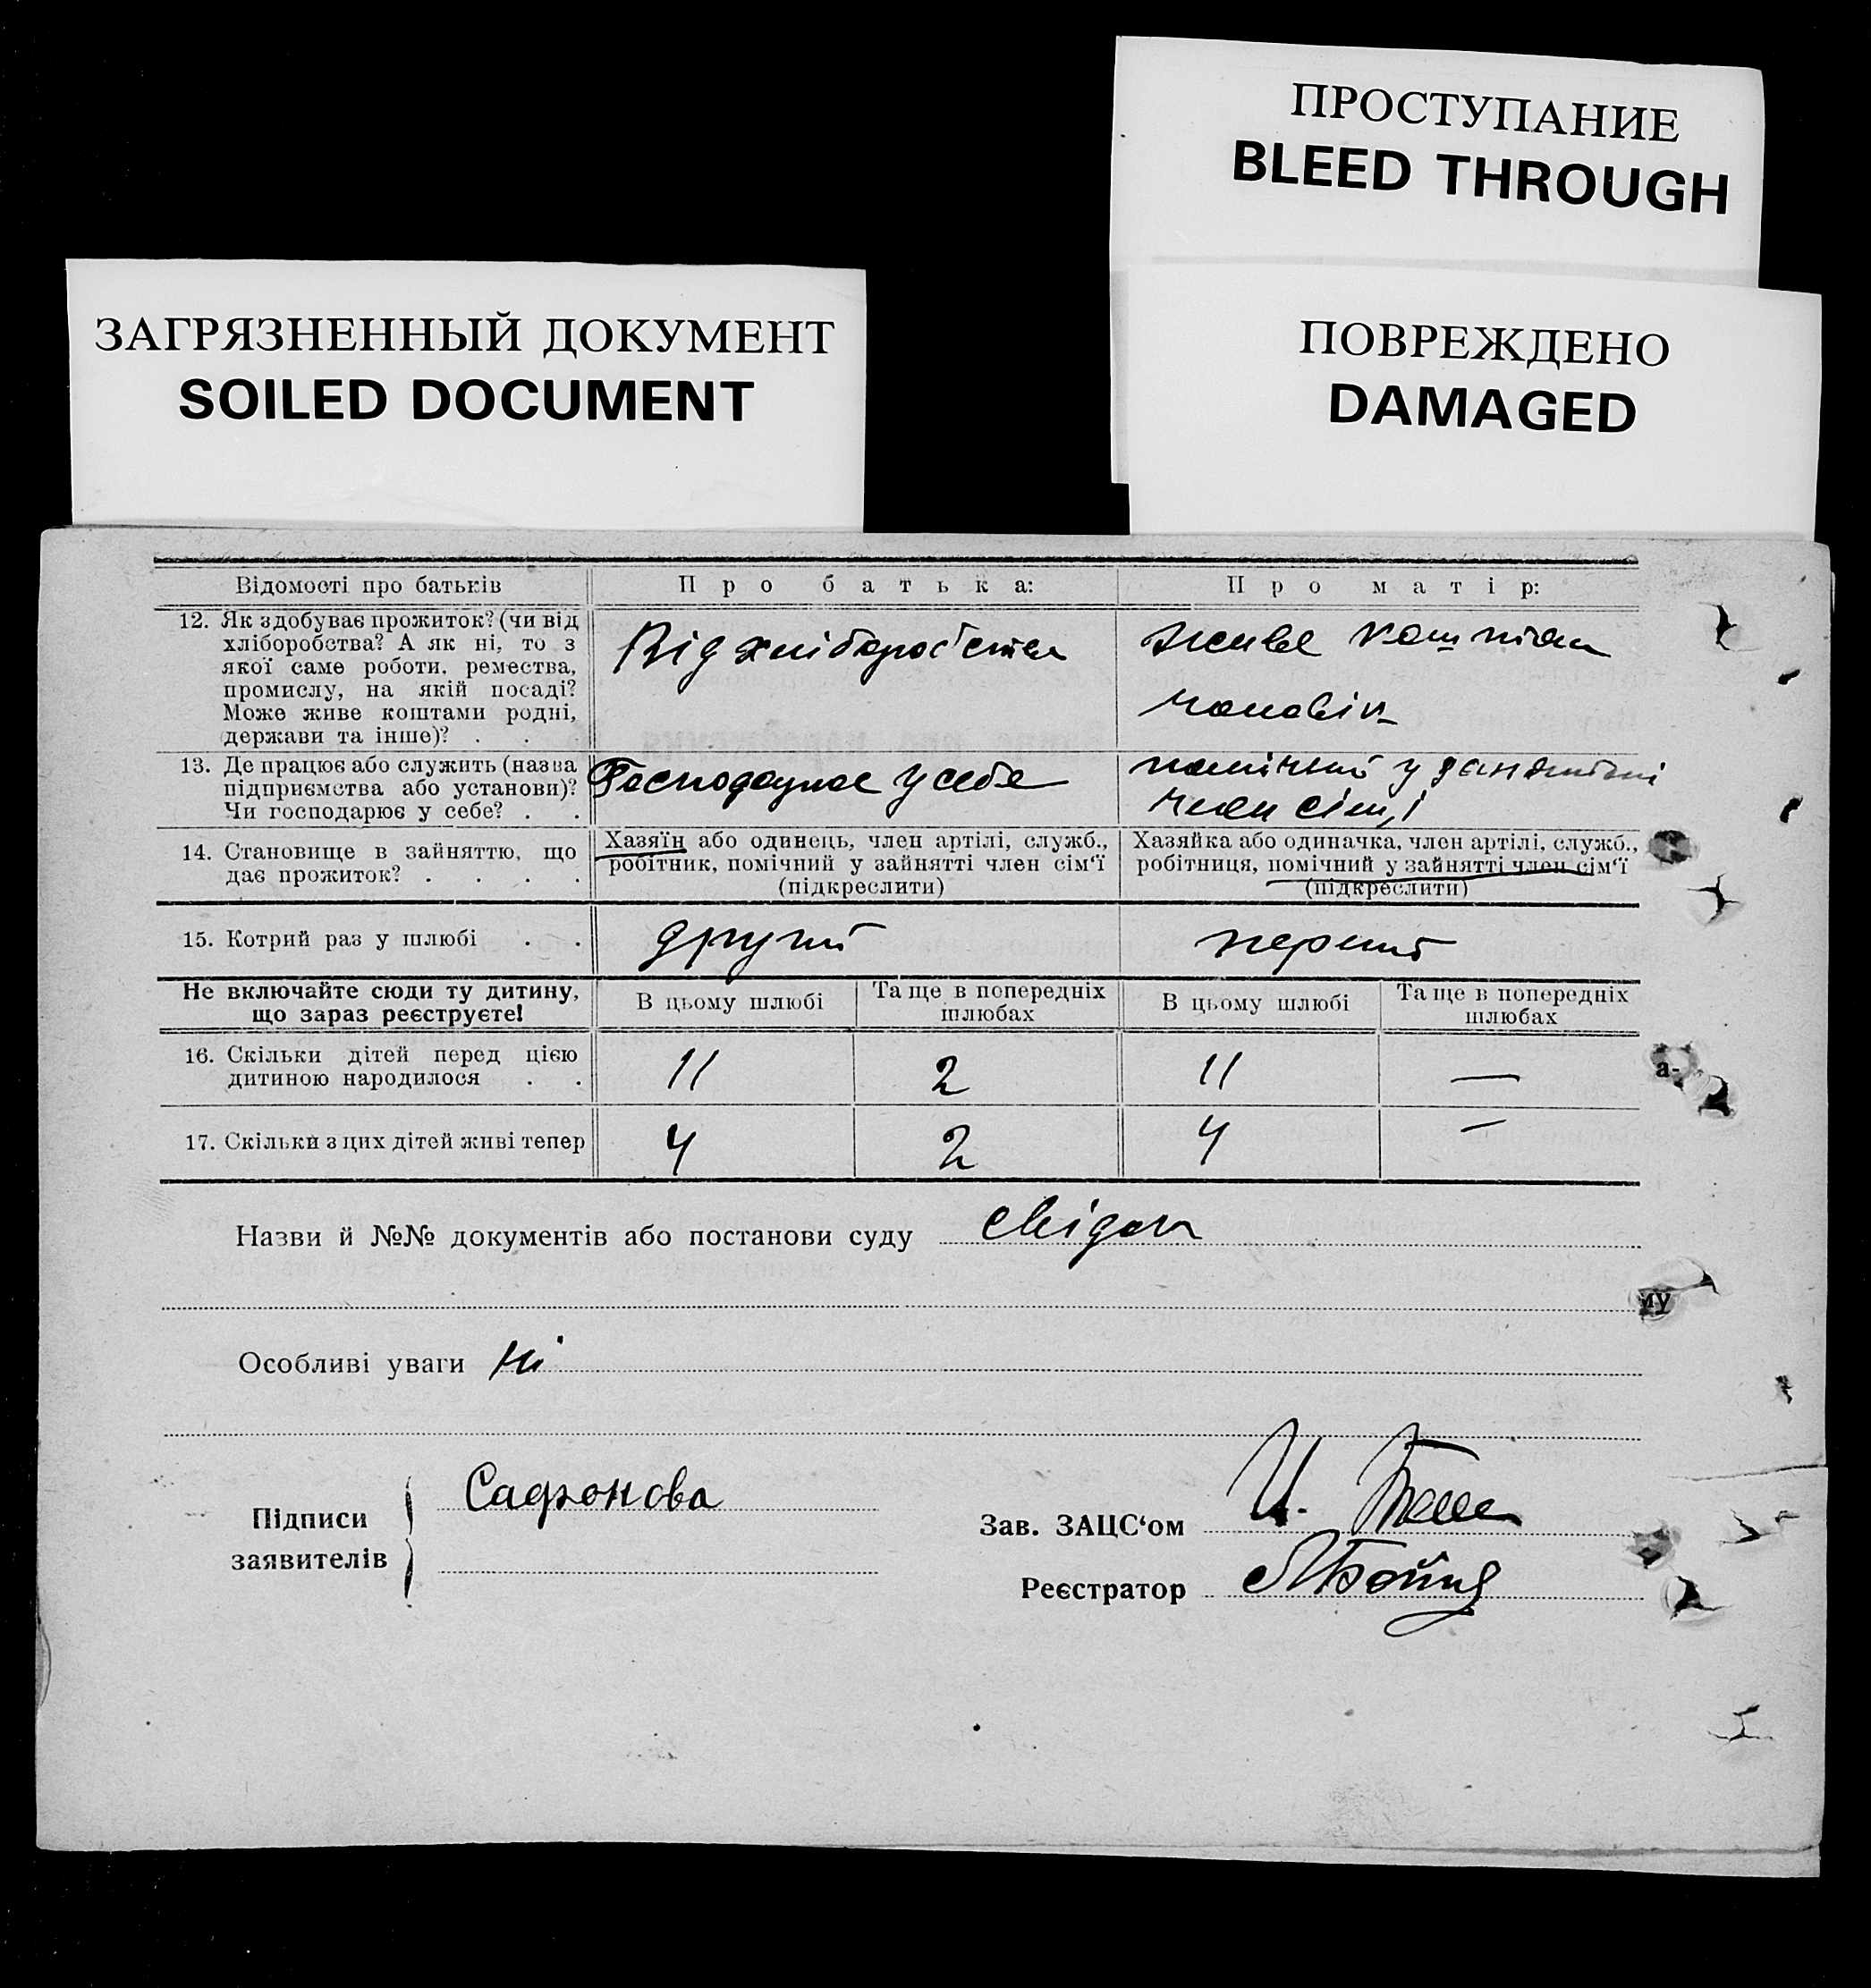 ПРОСТУПАНИЕ
BLEED THROUGH
ЗАГРЯЗНЕННЫЙ ДОКУМЕНТ
SOILED DOCUMENT
ПОВРЕЖДЕНО
DAMAGED
Відомості про батьків
Про батька:
Про матір:
12. Як здобуває прожиток? (чи від
хліборобства? А як ні, то з
якої саме роботи, ремества,
промислу, на якій посаді?
Може живе коштами родні,
держави та інше)? . .
Від хліборобства
живе коштам
чоловік
13. Де працює або служить (назва
підприємства або установи)?
Чи господарює у себе? . .
Господарює у себе
помічний у
член сімї
14. Становище в зайняттю, що
дає прожиток? . . . .
Хазяїн або одинець, член артілі, служб.,
робітник, помічний у зайнятті член сім'ї
(підкреслити)
Хазяйка або одиначка, член артілі, служб.,
робітниця, помічний у зайнятті член сім'ї
(підкреслити)
15. Котрий раз у шлюбі . .
другий
перший
Не включайте сюди ту дитину,
що зараз реєструєте!
В цьому шлюбі
Та ще в попередніх
шлюбах
В цьому шлюбі
Та ще в попередніх
шлюбах
16. Скільки дітей перед цією
дитиною народилося . .
11
2
11
—
17. Скільки з цих дітей живі тепер
4
2
4
—
Назви й №№ документів або постанови суду
Особливі уваги ні
Підписи
заявителів
Сафронова
Зав. ЗАЦС'ом И.
Реєстратор
а-
му